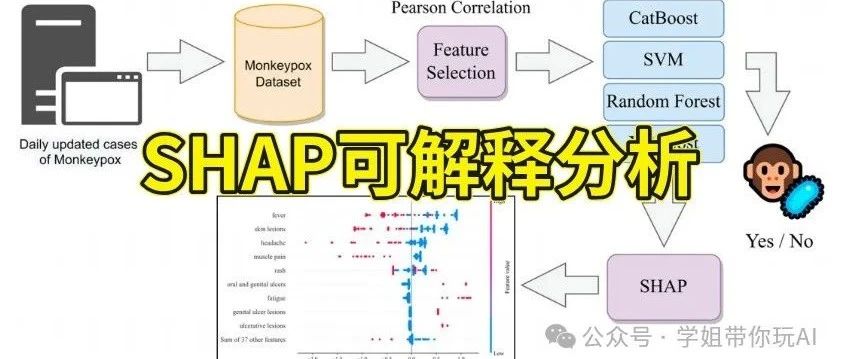 Pearson Correlation
CatBoost
SVM
Random Forest
Feature
Selection
Monkeypox
Dataset
Daily updated cases
of Monkeypox
SHAP可解释分析
Yes / No
SHAP
fever
skin lesions
headache
muscle pain
rash
oral and genital ulcers
fatigue
genital ulcer lesions
ulcerative lesions
Sum of 37 other features
Feature value
Low
公众号 · 学姐带你玩AI